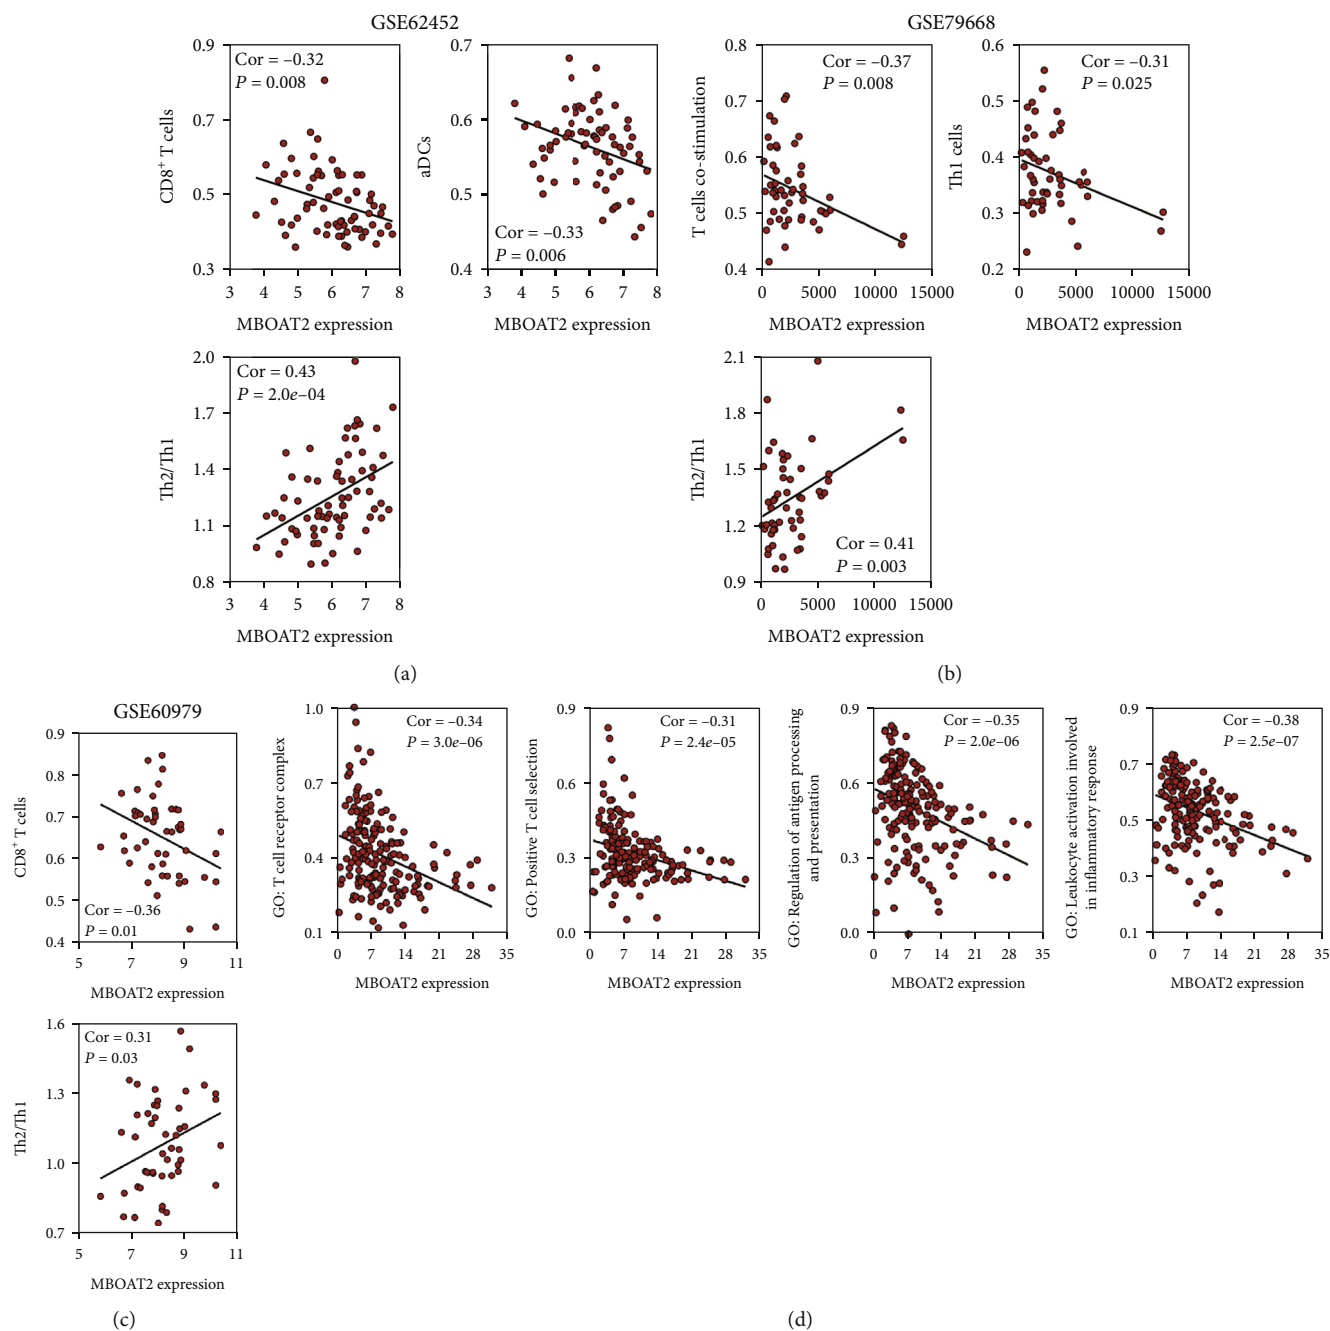 GSE62452
GSE79668
0.9
0.7
0.5
0.3
CD8+ T cells
Cor = –0.32
P = 0.008
3 4 5 6 7 8
MBOAT2 expression
0.7
0.6
0.5
0.4
aDCs
Cor = –0.33
P = 0.006
3 4 5 6 7 8
MBOAT2 expression
0.8
0.7
0.6
0.5
0.4
T cells co-stimulation
Cor = –0.37
P = 0.008
0 5000 10000 15000
MBOAT2 expression
0.6
0.5
0.4
0.3
0.2
Th1 cells
Cor = –0.31
P = 0.025
0 5000 10000 15000
MBOAT2 expression
2.0
1.7
1.4
1.1
0.8
Th2/Th1
Cor = 0.43
P = 2.0e–04
3 4 5 6 7 8
MBOAT2 expression
2.1
1.8
1.5
1.2
0.9
Th2/Th1
Cor = 0.41
P = 0.003
0 5000 10000 15000
MBOAT2 expression
(a)
(b)
GSE60979
0.9
0.8
0.7
0.6
0.5
0.4
CD8+ T cells
Cor = –0.36
P = 0.01
5 7 9 11
MBOAT2 expression
1.0
0.7
0.4
0.1
GO: T cell receptor complex
Cor = –0.34
P = 3.0e–06
0 7 14 21 28 35
MBOAT2 expression
0.9
0.6
0.3
0.0
GO: Positive T cell selection
Cor = –0.31
P = 2.4e–05
0 7 14 21 28 35
MBOAT2 expression
0.9
0.6
0.3
0.0
GO: Regulation of antigen processing
and presentation
Cor = –0.35
P = 2.0e–06
0 7 14 21 28 35
MBOAT2 expression
0.9
0.7
0.5
0.3
0.1
GO: Leukocyte activation involved
in inflammatory response
Cor = –0.38
P = 2.5e–07
0 7 14 21 28 35
MBOAT2 expression
1.6
1.3
1.0
0.7
Th2/Th1
Cor = 0.31
P = 0.03
5 7 9 11
MBOAT2 expression
(c)
(d)